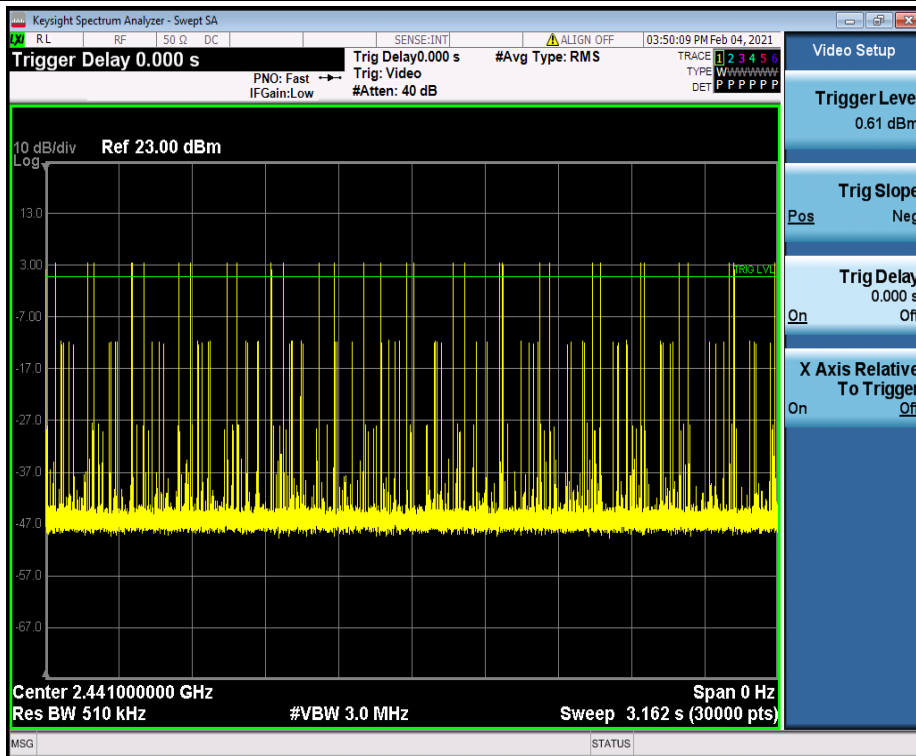 Keysight Spectrum Analyzer - Swept SA
LXI RL RF 50 Ω DC SENSE:INT ALIGN OFF 03:50:09 PM Feb 04, 2021
Trigger Delay 0.000 s
PNO: Fast
IFGain:Low
Trig Delay0.000 s
Trig: Video
#Atten: 40 dB
#Avg Type: RMS
TRACE 1 2 3 4 5 6
TYPE WWWWWW
DET P P P P P P
10 dB/div Ref 23.00 dBm
Log
13.0
3.00
TRIG LVL
-7.00
-17.0
-27.0
-37.0
-47.0
-57.0
-67.0
Center 2.441000000 GHz Span 0 Hz
Res BW 510 kHz #VBW 3.0 MHz Sweep 3.162 s (30000 pts)
MSG STATUS
Video Setup
Trigger Leve
0.61 dBm
Trig Slope
Pos Neg
Trig Delay
0.000 s
On Off
X Axis Relative
To Trigger
On Off